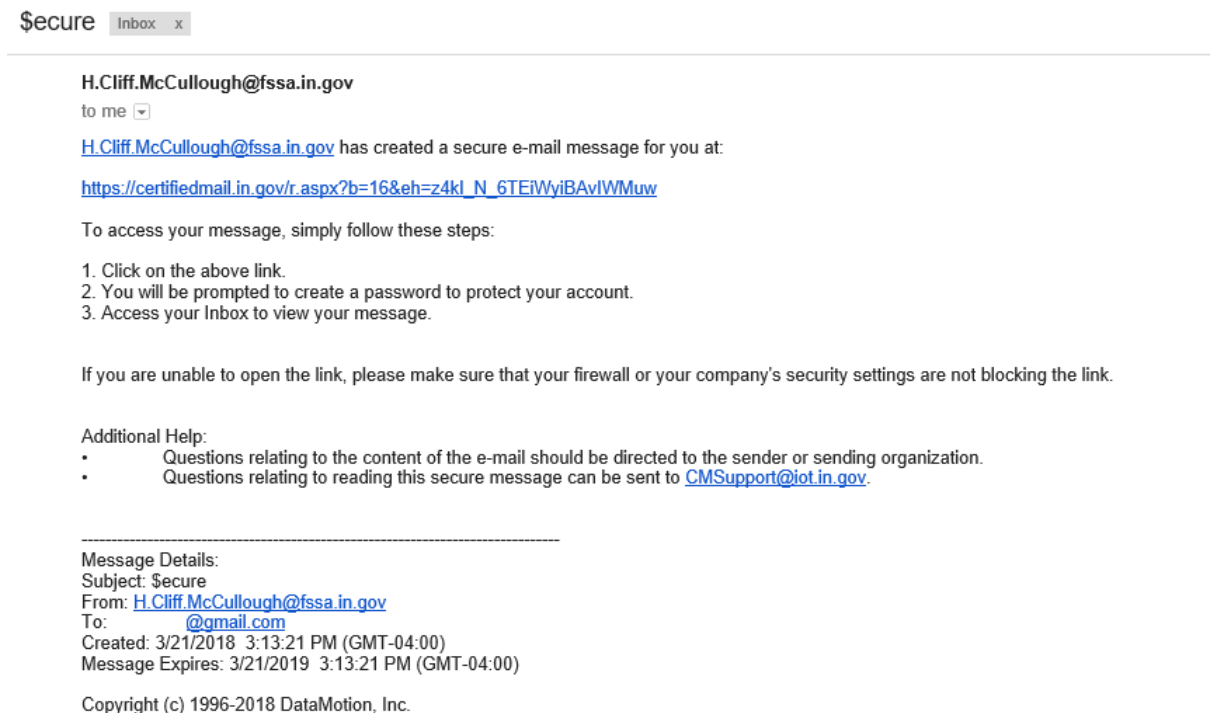 $ecure Inbox x
H.Cliff.McCullough@fssa.in.gov
to me
H.Cliff.McCullough@fssa.in.gov has created a secure e-mail message for you at:
https://certifiedmail.in.gov/r.aspx?b=16&eh=z4kI_N_6TEiWyiBAvIWMuw
To access your message, simply follow these steps:
1. Click on the above link.
2. You will be prompted to create a password to protect your account.
3. Access your Inbox to view your message.
If you are unable to open the link, please make sure that your firewall or your company's security settings are not blocking the link.
Additional Help:
• Questions relating to the content of the e-mail should be directed to the sender or sending organization.
• Questions relating to reading this secure message can be sent to CMSupport@iot.in.gov.
--------------------------------------------------------------------------------
Message Details:
Subject: $ecure
From: H.Cliff.McCullough@fssa.in.gov
To: @gmail.com
Created: 3/21/2018 3:13:21 PM (GMT-04:00)
Message Expires: 3/21/2019 3:13:21 PM (GMT-04:00)
Copyright (c) 1996-2018 DataMotion, Inc.